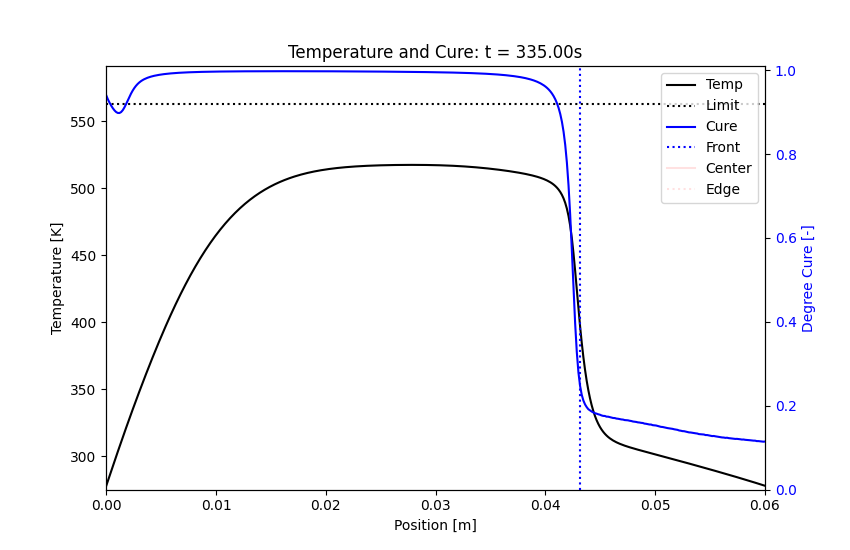 Temperature and Cure: t = 335.00s
Temperature [K]
550
500
450
400
350
300
0.00
0.01
0.02
0.03
0.04
0.05
0.06
Position [m]
1.0
0.8
0.6
0.4
0.2
0.0
Degree Cure [-]
Temp
Limit
Cure
Front
Center
Edge